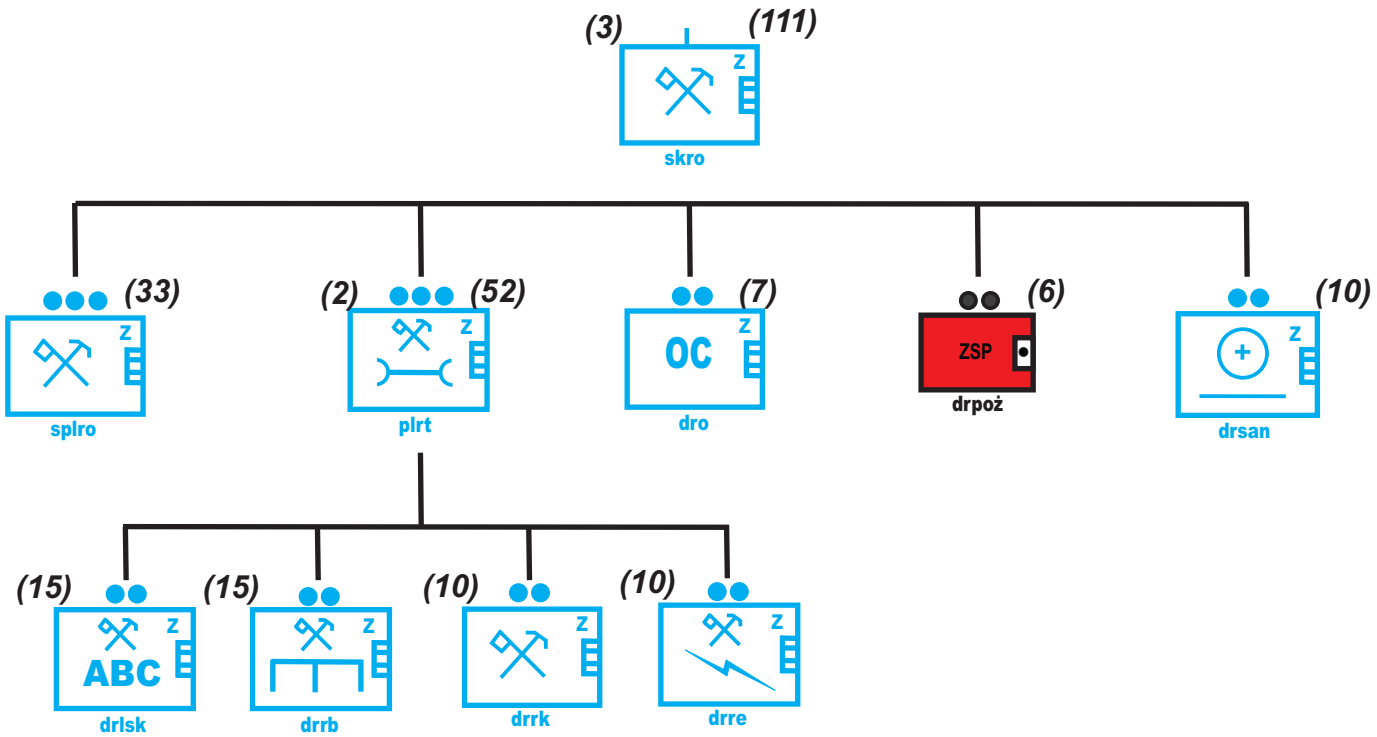 (3) (111)
Z
skro
(33) (2) (52) (7) (6) (10)
Z Z Z Z
OC ZSP +
splro plrt dro drpoż drsan
(15) (15) (10) (10)
Z Z Z Z
ABC
drlsk drrb drrk drre